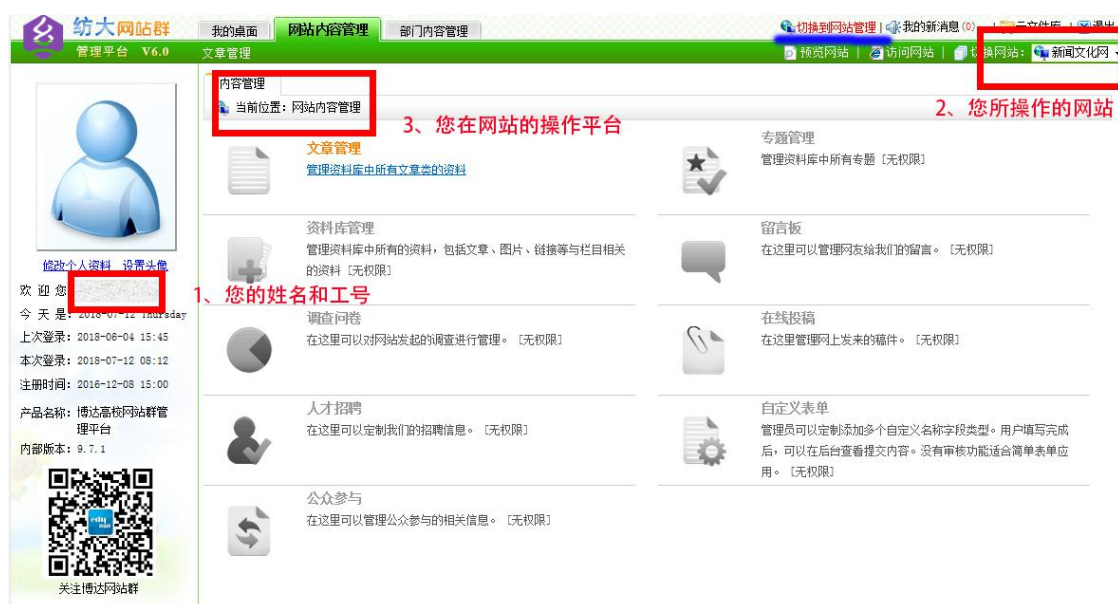 纺大网站群
管理平台 V6.0
我的桌面
网站内容管理
部门内容管理
切换到网站管理 | 我的新消息(0) | 云文件库 | 退出
文章管理
预览网站 | 访问网站 | 切换网站: 新闻文化网
内容管理
当前位置: 网站内容管理
3、您在网站的操作平台
2、您所操作的网站
文章管理
管理资料库中所有文章类的资料
专题管理
管理资料库中所有专题 [无权限]
资料库管理
管理资料库中所有的资料，包括文章、图片、链接等与栏目相关
的资料 [无权限]
留言板
在这里可以管理网友给我们的留言。 [无权限]
修改个人资料 设置头像
欢 迎 您
1、您的姓名和工号
今 天 是: 2018-07-12 Thursday
上次登录: 2018-06-04 15:45
本次登录: 2018-07-12 08:12
注册时间: 2016-12-08 15:00
产品名称: 博达高校网站群管
理平台
内部版本: 9.7.1
调查问卷
在这里可以对网站发起的调查进行管理。 [无权限]
在线投稿
在这里管理网上发来的稿件。 [无权限]
人才招聘
在这里可以定制我们的招聘信息。 [无权限]
自定义表单
管理员可以定制添加多个自定义名称字段类型。用户填写完成
后，可以在后台查看提交内容。没有审核功能适合简单表单应
用。 [无权限]
公众参与
在这里可以管理公众参与的相关信息。 [无权限]
关注博达网站群